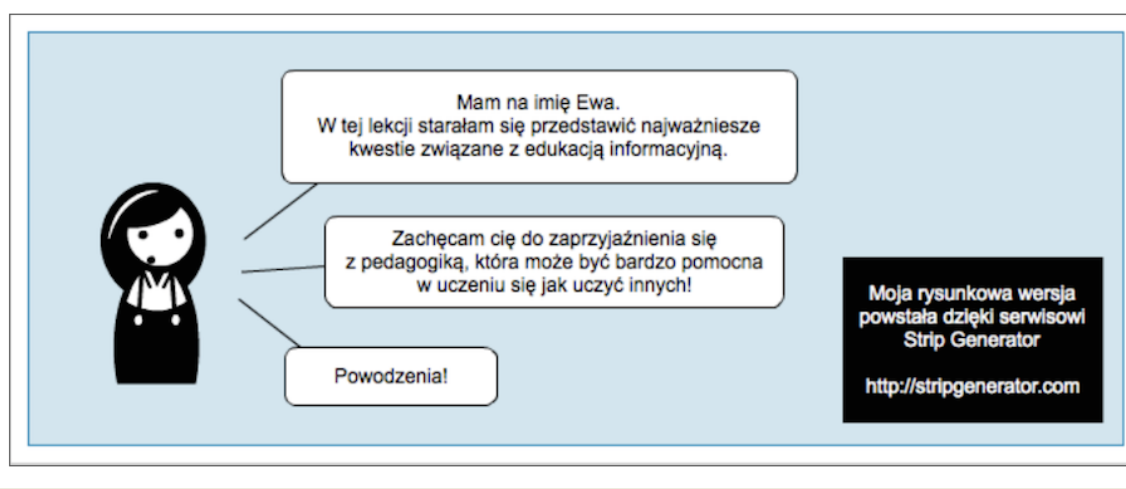 Mam na imię Ewa.
W tej lekcji starałam się przedstawić najważniesze
kwestie związane z edukacją informacyjną.
Zachęcam cię do zaprzyjaźnienia się
z pedagogiką, która może być bardzo pomocna
w uczeniu się jak uczyć innych!
Powodzenia!
Moja rysunkowa wersja
powstała dzięki serwisowi
Strip Generator
http://stripgenerator.com